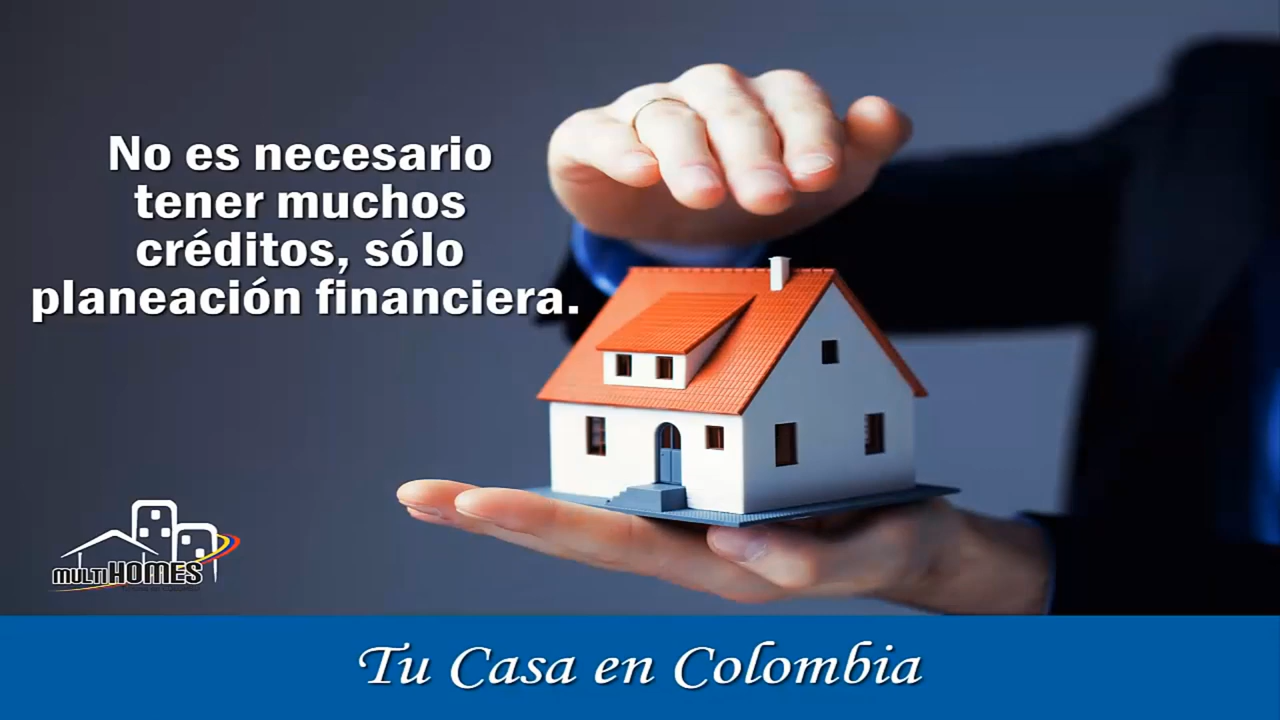 No es necesario
tener muchos
créditos, sólo
planeación financiera.
MULTIHOMES
Tu Casa en Colombia